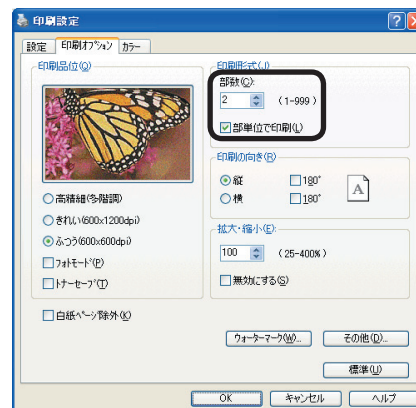 印刷設定
設定 印刷オプション カラー
印刷品位(Q)
高精細(多階調)
きれい(600x1200dpi)
ふつう(600x600dpi)
フォトモード(P)
トナーセーブ(T)
白紙ページ除外(K)
印刷形式(J)
部数(C):
2 (1-999)
部単位で印刷(L)
印刷の向き(R)
縦 180°
横 180°
A
拡大・縮小(E):
100 (25-400%)
無効にする(S)
ウォーターマーク(W)... その他(D)...
標準(U)
OK キャンセル ヘルプ